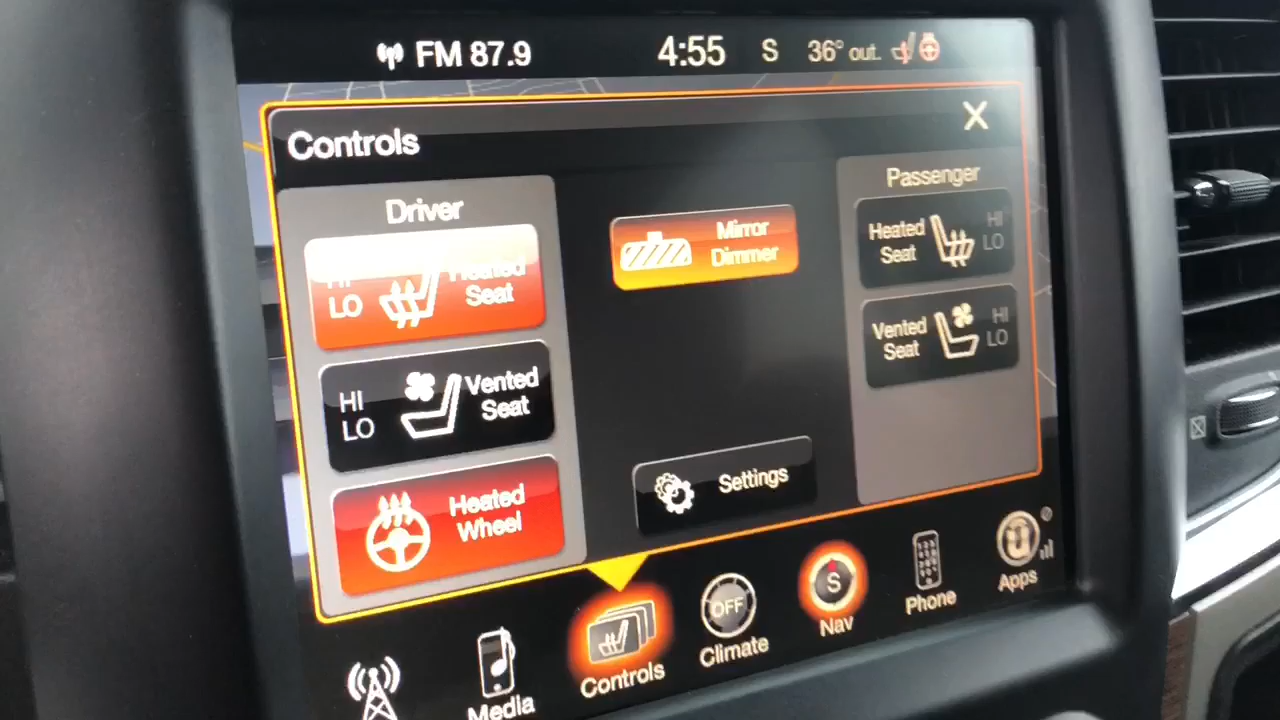 FM 87.9 4:55 S 36° out.
Controls X
Driver
HI Heated
LO Seat
HI Vented
LO Seat
Heated
Wheel
Mirror
Dimmer
Settings
Passenger
Heated HI
Seat LO
Vented HI
Seat LO
Media
Controls
OFF
Climate
S
Nav
Phone
Apps